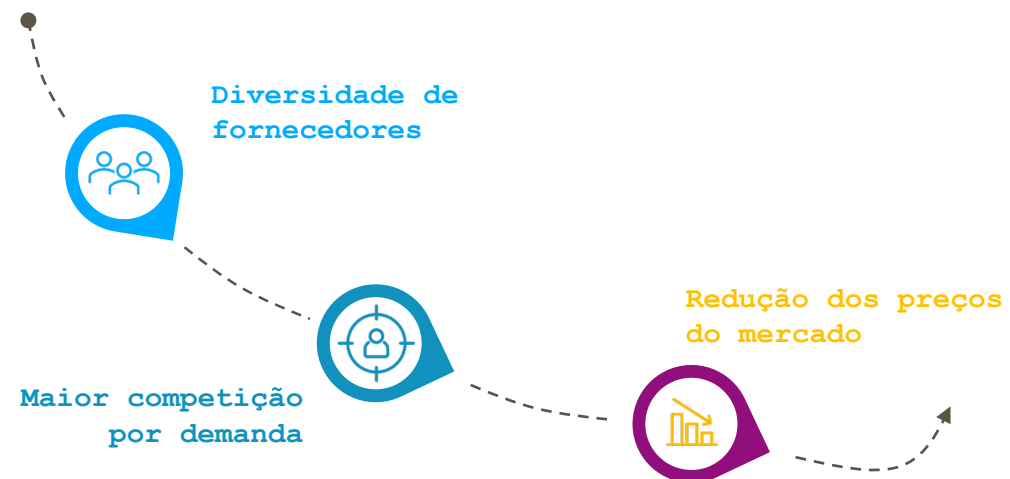 Diversidade de
fornecedores
Maior competição
por demanda
Redução dos preços
do mercado